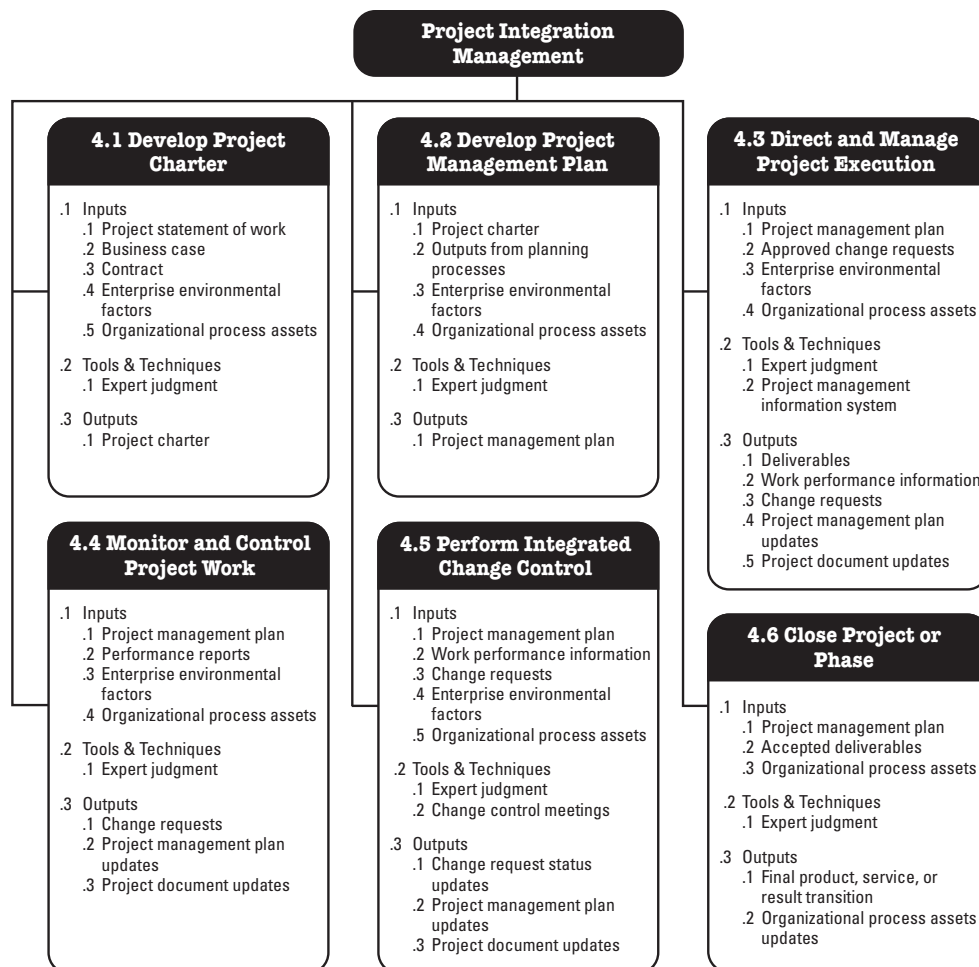 Project Integration
Management
4.1 Develop Project
Charter
.1 Inputs
.1 Project statement of work
.2 Business case
.3 Contract
.4 Enterprise environmental
factors
.5 Organizational process assets
.2 Tools & Techniques
.1 Expert judgment
.3 Outputs
.1 Project charter
4.2 Develop Project
Management Plan
.1 Inputs
.1 Project charter
.2 Outputs from planning
processes
.3 Enterprise environmental
factors
.4 Organizational process assets
.2 Tools & Techniques
.1 Expert judgment
.3 Outputs
.1 Project management plan
4.3 Direct and Manage
Project Execution
.1 Inputs
.1 Project management plan
.2 Approved change requests
.3 Enterprise environmental
factors
.4 Organizational process assets
.2 Tools & Techniques
.1 Expert judgment
.2 Project management
information system
.3 Outputs
.1 Deliverables
.2 Work performance information
.3 Change requests
.4 Project management plan
updates
.5 Project document updates
4.4 Monitor and Control
Project Work
.1 Inputs
.1 Project management plan
.2 Performance reports
.3 Enterprise environmental
factors
.4 Organizational process assets
.2 Tools & Techniques
.1 Expert judgment
.3 Outputs
.1 Change requests
.2 Project management plan
updates
.3 Project document updates
4.5 Perform Integrated
Change Control
.1 Inputs
.1 Project management plan
.2 Work performance information
.3 Change requests
.4 Enterprise environmental
factors
.5 Organizational process assets
.2 Tools & Techniques
.1 Expert judgment
.2 Change control meetings
.3 Outputs
.1 Change request status
updates
.2 Project management plan
updates
.3 Project document updates
4.6 Close Project or
Phase
.1 Inputs
.1 Project management plan
.2 Accepted deliverables
.3 Organizational process assets
.2 Tools & Techniques
.1 Expert judgment
.3 Outputs
.1 Final product, service, or
result transition
.2 Organizational process assets
updates